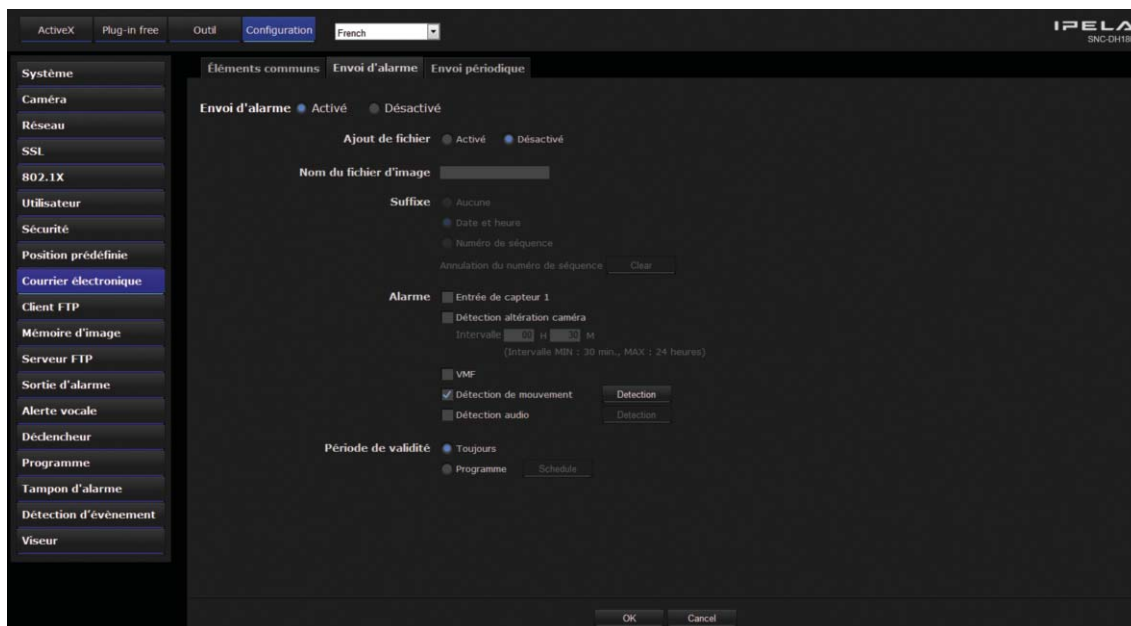 ActiveX Plug-in free Outil Configuration French IPELA
SNC-DH18
Système
Caméra
Réseau
SSL
802.1X
Utilisateur
Sécurité
Position prédéfinie
Courrier électronique
Client FTP
Mémoire d'image
Serveur FTP
Sortie d'alarme
Alerte vocale
Déclencheur
Programme
Tampon d'alarme
Détection d'évènement
Viseur
Éléments communs Envoi d'alarme Envoi périodique
Envoi d'alarme Activé Désactivé
Ajout de fichier Activé Désactivé
Nom du fichier d'image
Suffixe Aucune
Date et heure
Numéro de séquence
Annulation du numéro de séquence Clear
Alarme Entrée de capteur 1
Détection altération caméra
Intervalle 00 H 30 M
(Intervalle MIN : 30 min., MAX : 24 heures)
VMF
Détection de mouvement Detection
Détection audio Detection
Période de validité Toujours
Programme Schedule
OK Cancel